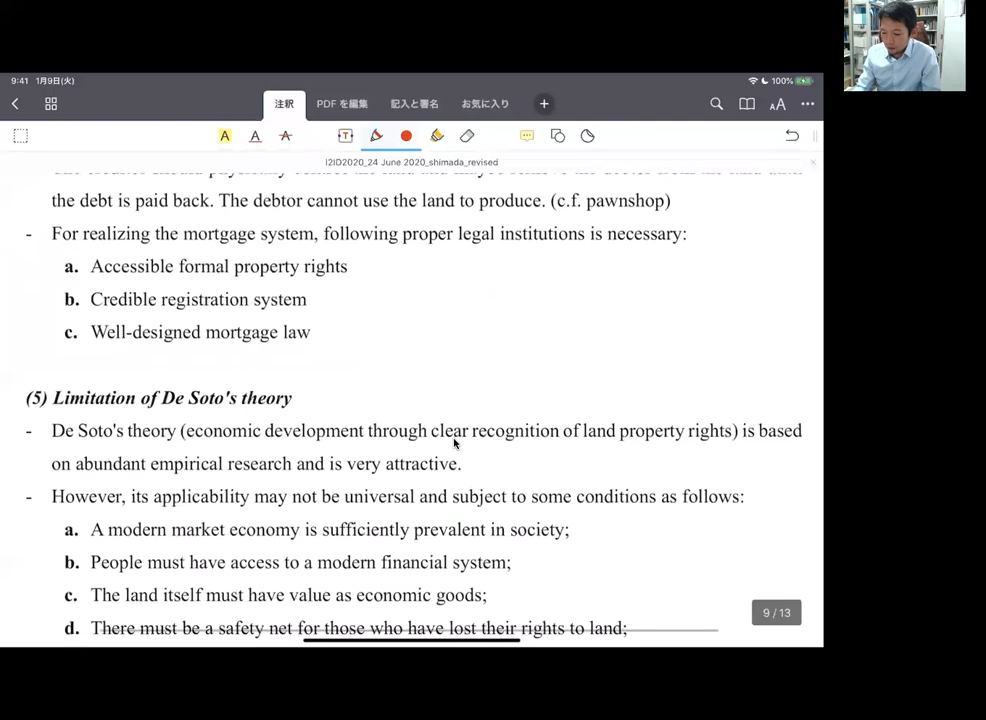 9:41 1月9日(火)
100%
注釈 PDF を編集 記入と署名 お気に入り
I2ID2020_24 June 2020_shimada_revised
the debt is paid back. The debtor cannot use the land to produce. (c.f. pawnshop)
- For realizing the mortgage system, following proper legal institutions is necessary:
a. Accessible formal property rights
b. Credible registration system
c. Well-designed mortgage law
(5) Limitation of De Soto's theory
- De Soto's theory (economic development through clear recognition of land property rights) is based
on abundant empirical research and is very attractive.
- However, its applicability may not be universal and subject to some conditions as follows:
a. A modern market economy is sufficiently prevalent in society;
b. People must have access to a modern financial system;
c. The land itself must have value as economic goods;
9 / 13
d. There must be a safety net for those who have lost their rights to land;